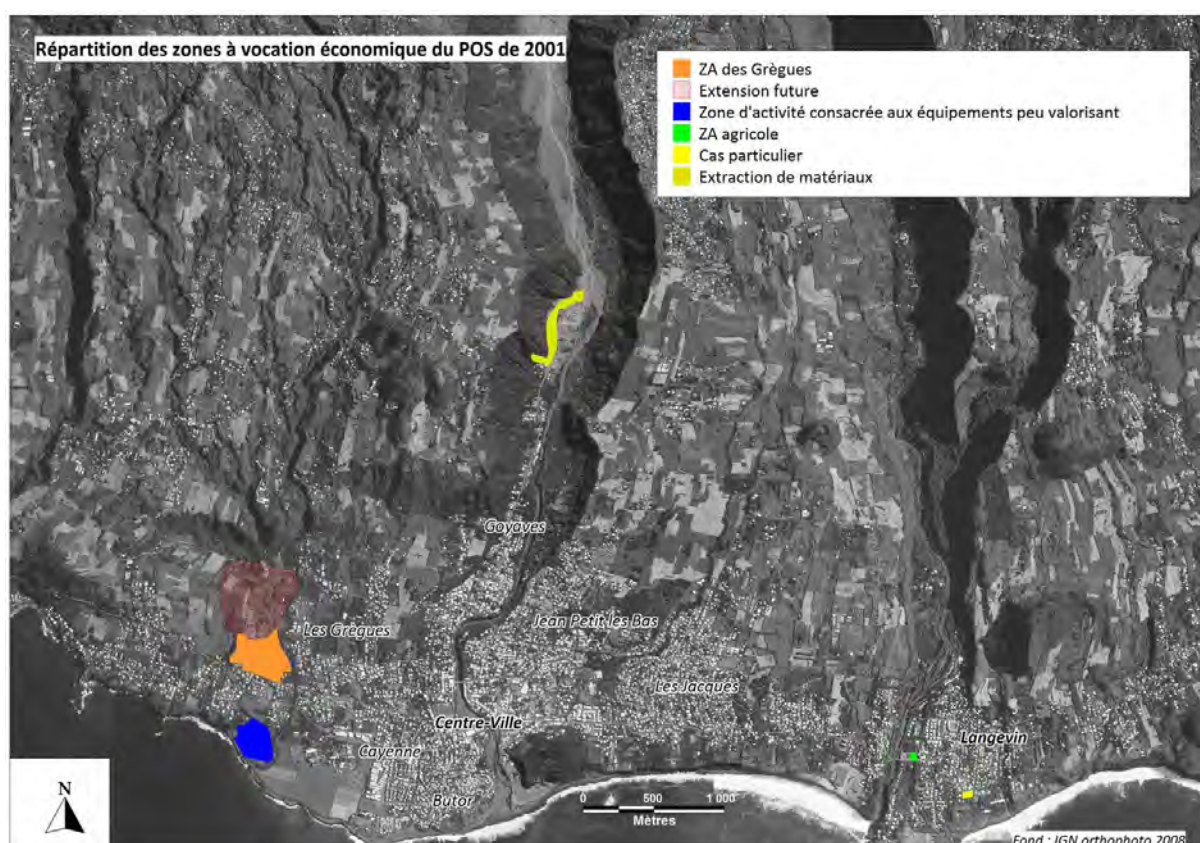 Répartition des zones à vocation économique du POS de 2001
ZA des Grègues
Extension future
Zone d'activité consacrée aux équipements peu valorisant
ZA agricole
Cas particulier
Extraction de matériaux
Goyaves
Les Grègues
Jean Petit les Bas
Les Jacques
Centre-Ville
Langevin
Cayenne
Butor
N
0 500 1 000
Mètres
Fond : IGN orthophoto 2008